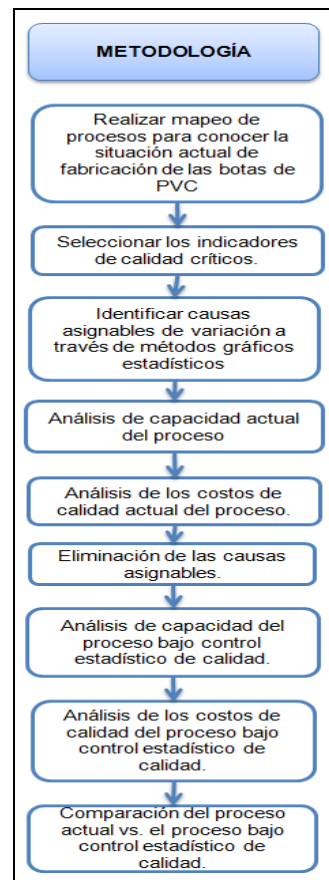 METODOLOGÍA
Realizar mapeo de
procesos para conocer la
situación actual de
fabricación de las botas de
PVC
Seleccionar los indicadores
de calidad críticos.
Identificar causas
asignables de variación a
través de métodos gráficos
estadísticos
Análisis de capacidad actual
del proceso
Análisis de los costos de
calidad actual del proceso.
Eliminación de las causas
asignables.
Análisis de capacidad del
proceso bajo control
estadístico de calidad.
Análisis de los costos de
calidad del proceso bajo
control estadístico de
calidad.
Comparación del proceso
actual vs. el proceso bajo
control estadístico de
calidad.